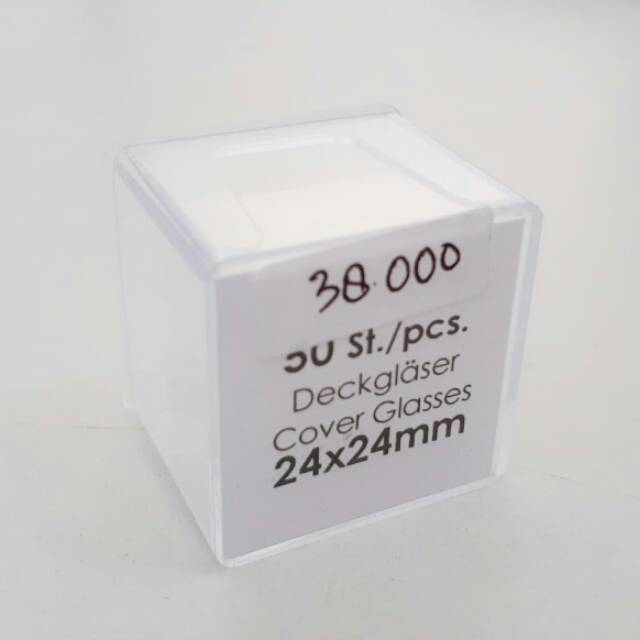 38.000
50 St./pcs.
Deckgläser
Cover Glasses
24x24mm